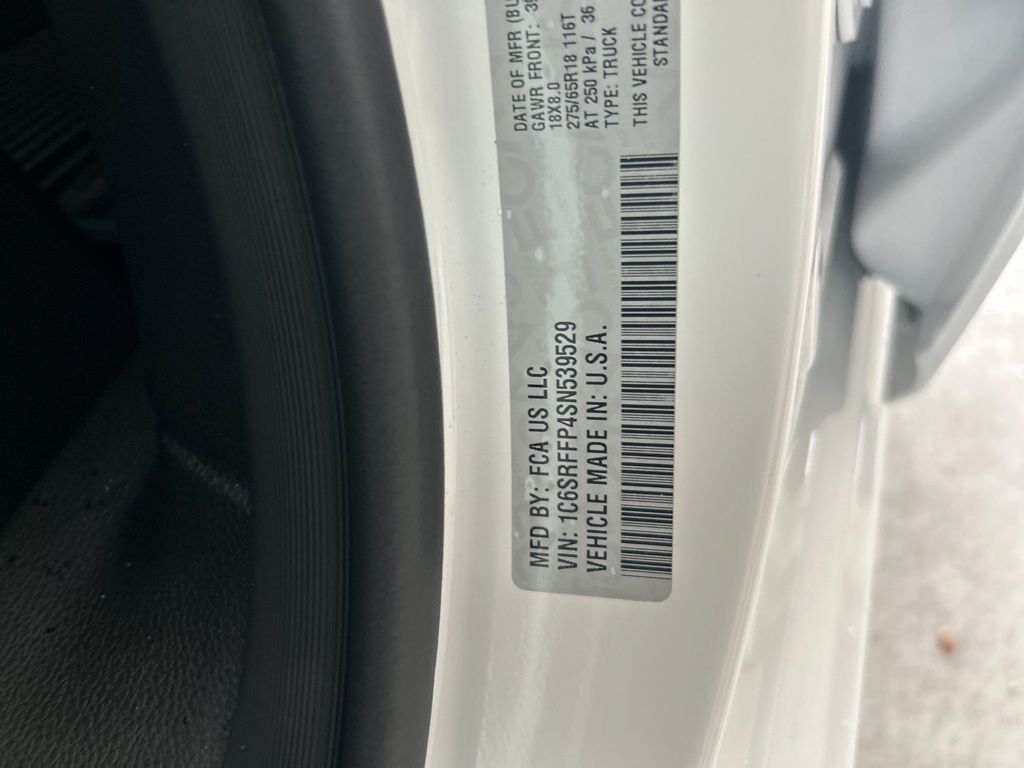 MFD BY: FCA US LLC
VIN: 1C6SRFFP4SN539529
VEHICLE MADE IN: U.S.A.
DATE OF MFR
GAWR FRONT:
18X8.0
275/65R18 116T
AT 250 kPa / 36
TYPE: TRUCK
THIS VEHICLE